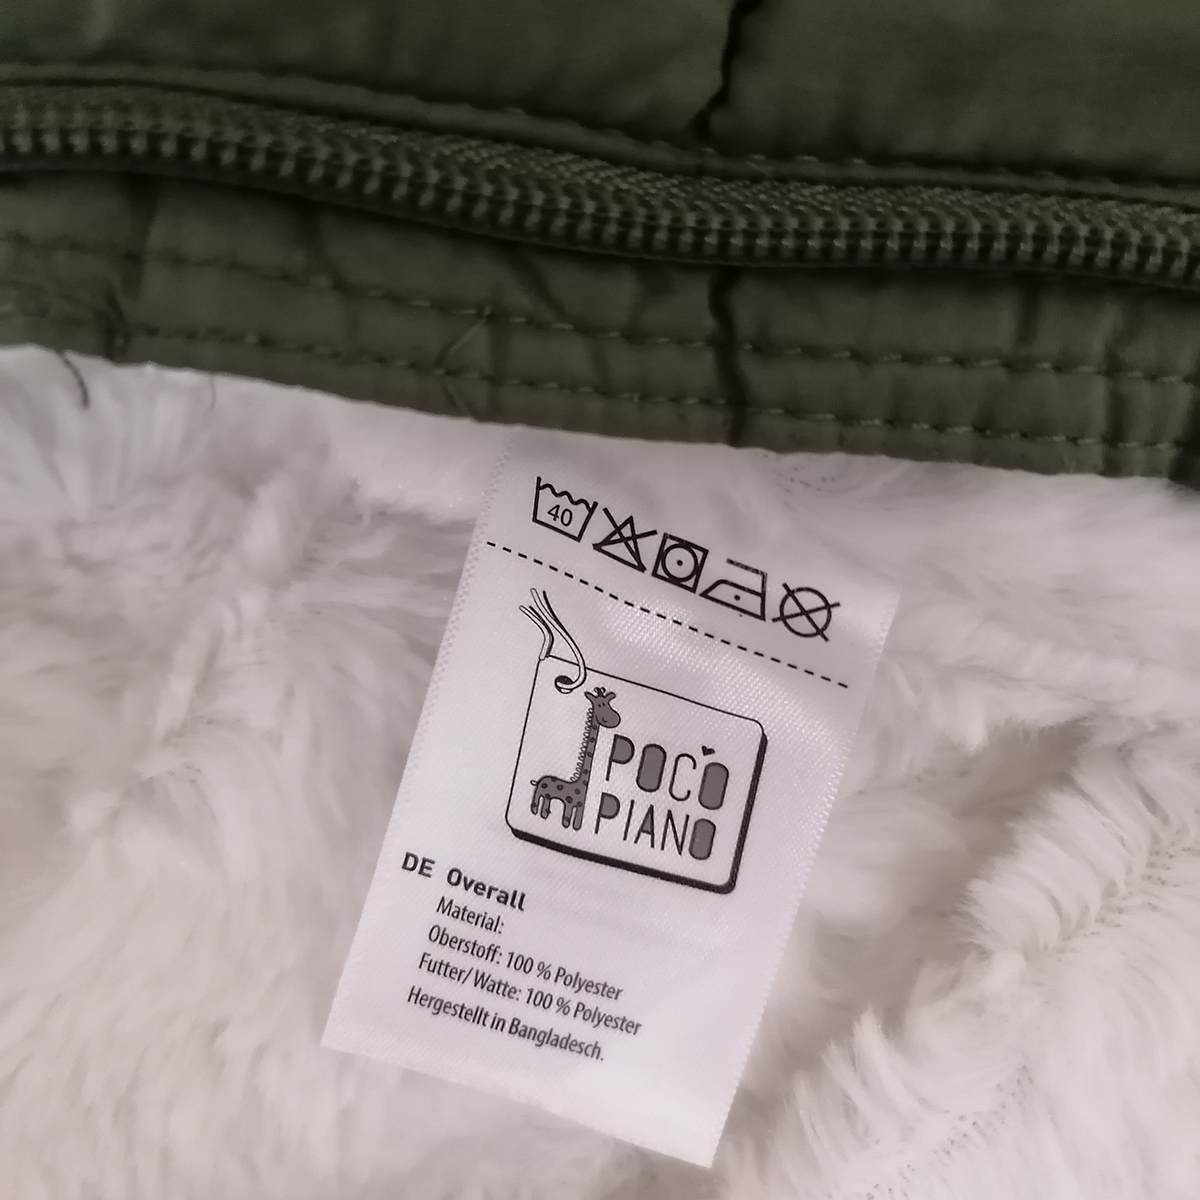 40
POCO
PIANO
DE Overall
Material:
Oberstoff: 100 % Polyester
Futter/Watte: 100 % Polyester
Hergestellt in Bangladesch.